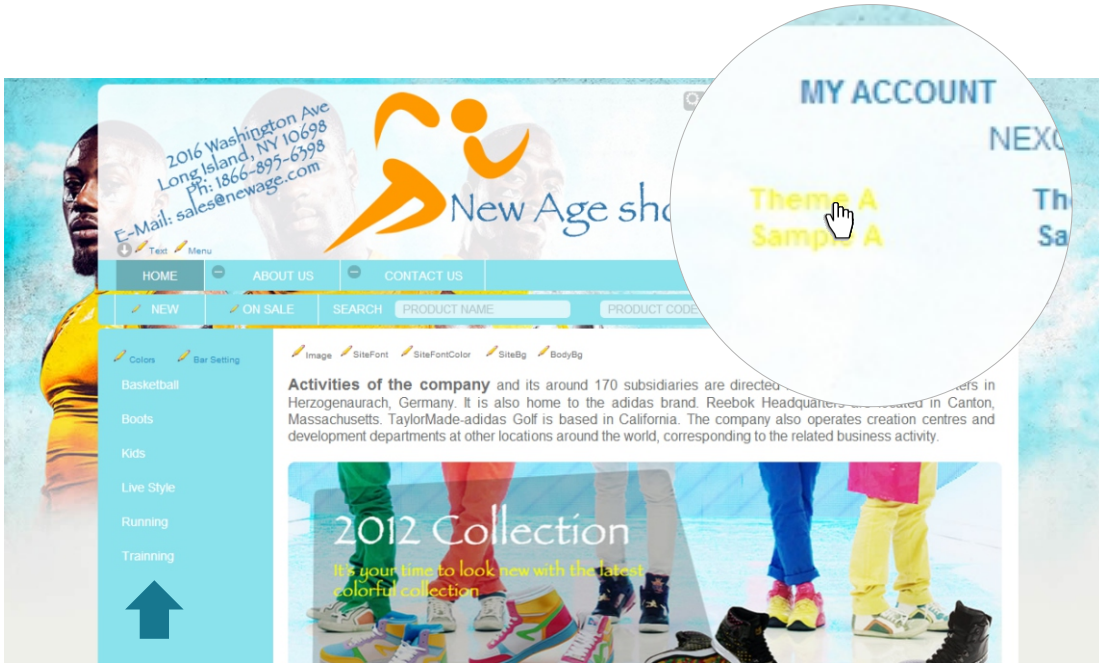 MY ACCOUNT
Theme A
Sample A
2016 Washington Ave
Long Island, NY 10698
Ph: 1866-895-6598
E-Mail: sales@newage.com
New Age
Text Menu
HOME ABOUT US CONTACT US
NEW ON SALE SEARCH PRODUCT NAME PRODUCT CODE
Colors Bar Setting
Basketball
Boots
Kids
Live Style
Running
Trainning
Image SiteFont SiteFontColor SiteBg BodyBg
Activities of the company and its around 170 subsidiaries are directed
Herzogenaurach, Germany. It is also home to the adidas brand. Reebok Headquarters are located in Canton,
Massachusetts. TaylorMade-adidas Golf is based in California. The company also operates creation centres and
development departments at other locations around the world, corresponding to the related business activity.
2012 Collection
It's your time to look new with the latest
colorful collection